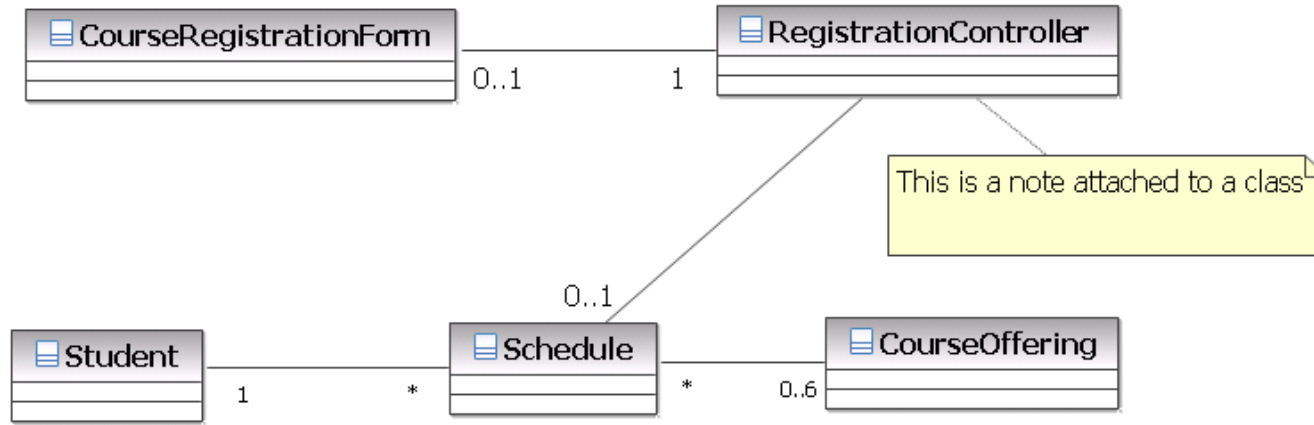 CourseRegistrationForm
RegistrationController
0..1
1
This is a note attached to a class
0..1
Student
Schedule
CourseOffering
1
*
*
0..6